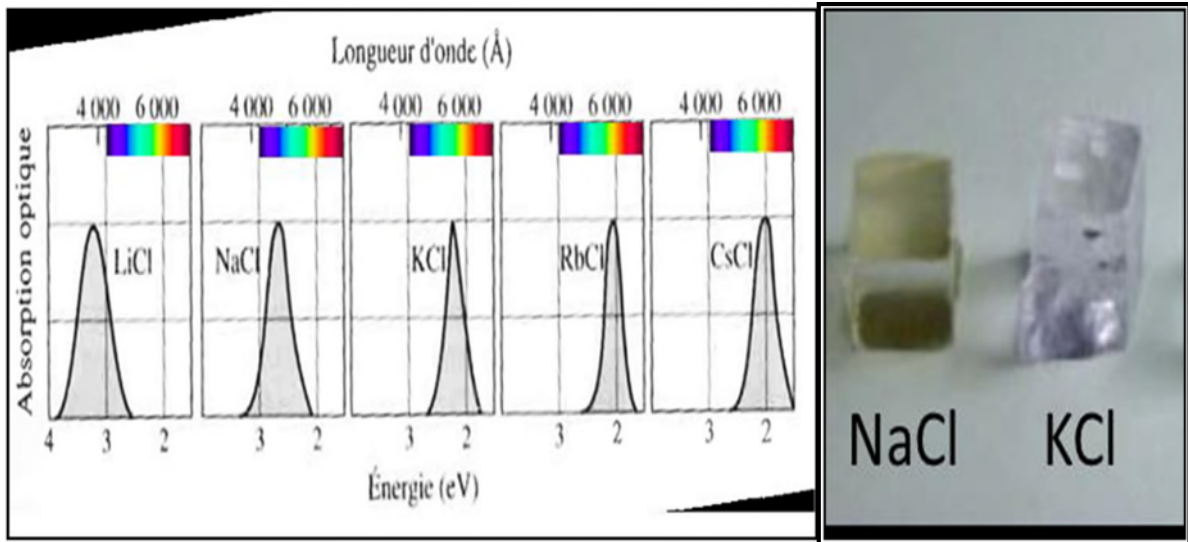 Longueur d'onde (Å)
4 000 6 000 4 000 6 000 4 000 6 000 4 000 6 000 4 000 6 000
Absorption optique
LiCl NaCl KCl RbCl CsCl
4 3 2 3 2 3 2 3 2 3 2
Énergie (eV)
NaCl KCl